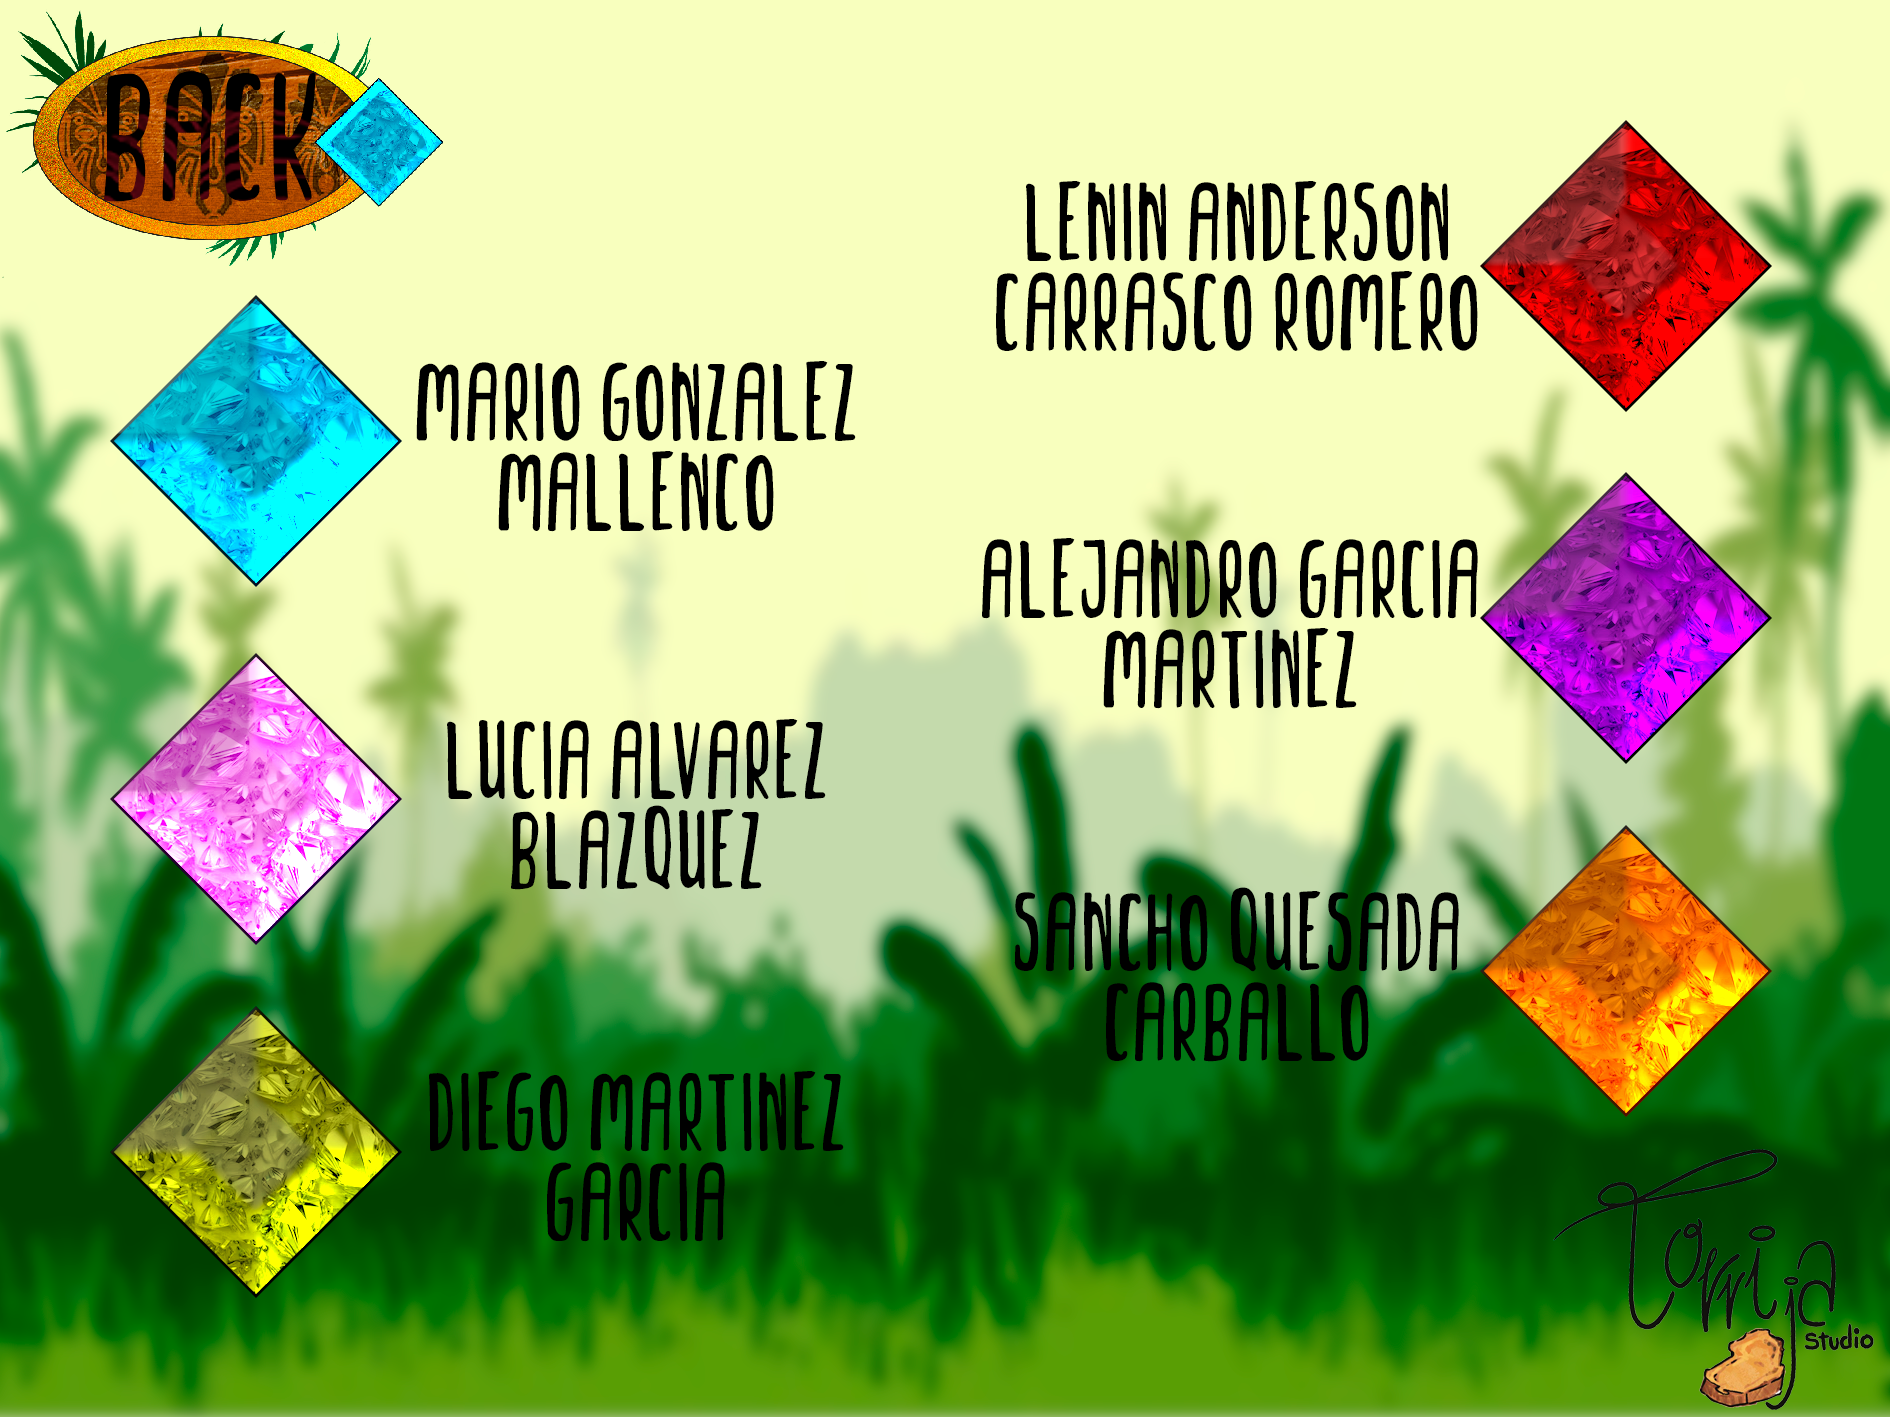 BACK
MARIO GONZALEZ
MALLENCO
LUCIA ALVAREZ
BLAZQUEZ
DIEGO MARTINEZ
GARCIA
LENIN ANDERSON
CARRASCO ROMERO
ALEJANDRO GARCIA
MARTINEZ
SANCHO QUESADA
CARBALLO
Torrija
studio